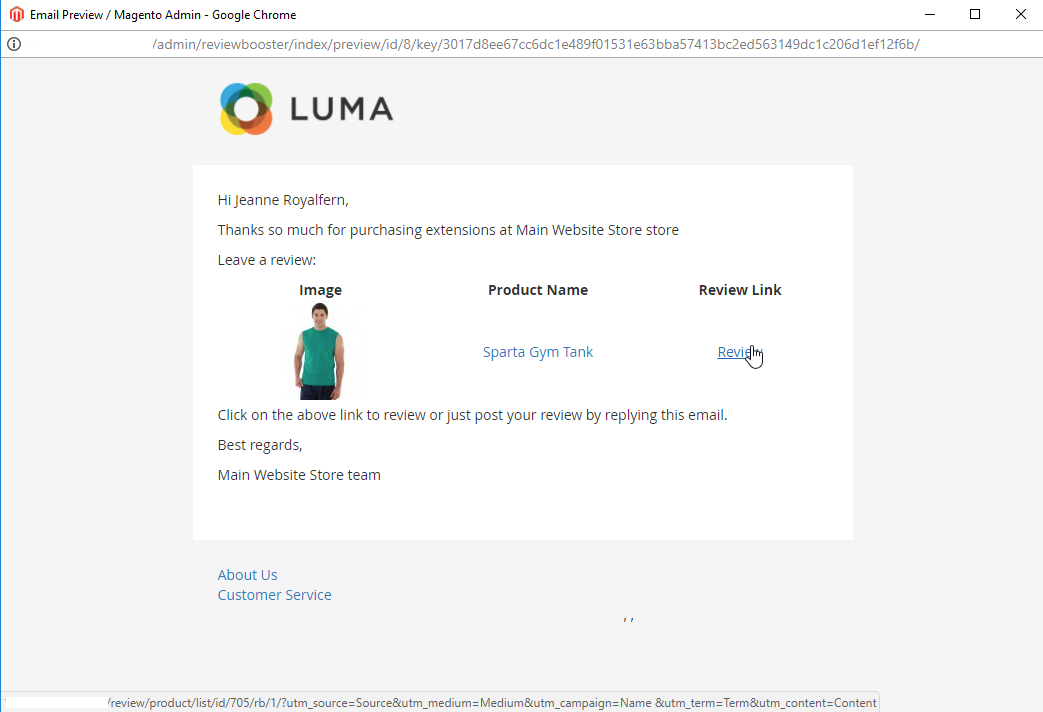 Email Preview / Magento Admin - Google Chrome
/admin/reviewbooster/index/preview/id/8/key/3017d8ee67cc6dc1e489f01531e63bba57413bc2ed563149dc1c206d1ef12f6b/
LUMA
Hi Jeanne Royalfern,
Thanks so much for purchasing extensions at Main Website Store store
Leave a review:
Image Product Name Review Link
Sparta Gym Tank Review
Click on the above link to review or just post your review by replying this email.
Best regards,
Main Website Store team
About Us
Customer Service
, ,
/review/product/list/id/705/rb/1/?utm_source=Source&utm_medium=Medium&utm_campaign=Name &utm_term=Term&utm_content=Content